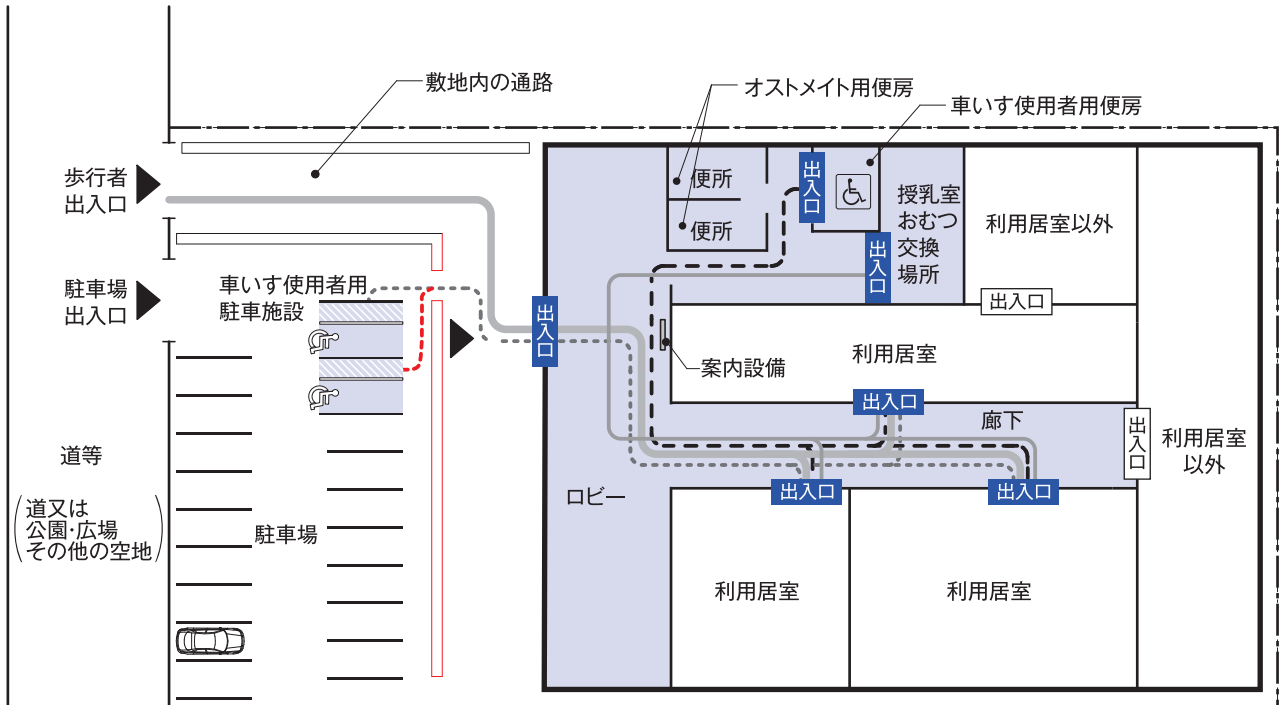 敷地内の通路
オストメイト用便房
車いす使用者用便房
歩行者
出入口
便所
便所
出入口
授乳室
おむつ
交換
場所
出入口
利用居室以外
駐車場
出入口
車いす使用者用
駐車施設
出入口
出入口
利用居室
案内設備
出入口
廊下
出入口
利用居室
以外
道等
(道又は
公園・広場
その他の空地)
駐車場
ロビー
出入口
出入口
利用居室
利用居室